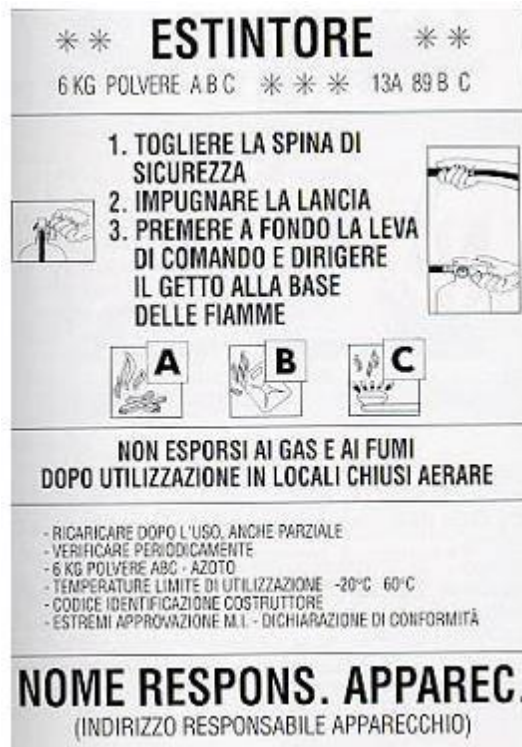 ** ESTINTORE **
6 KG POLVERE A B C *** 13A 89 B C
1. TOGLIERE LA SPINA DI
SICUREZZA
2. IMPUGNARE LA LANCIA
3. PREMERE A FONDO LA LEVA
DI COMANDO E DIRIGERE
IL GETTO ALLA BASE
DELLE FIAMME
A B C
NON ESPORSI AI GAS E AI FUMI
DOPO UTILIZZAZIONE IN LOCALI CHIUSI AERARE
- RICARICARE DOPO L'USO, ANCHE PARZIALE
- VERIFICARE PERIODICAMENTE
- 6 KG POLVERE ABC - AZOTO
- TEMPERATURE LIMITE DI UTILIZZAZIONE -20°C 60°C
- CODICE IDENTIFICAZIONE COSTRUTTORE
- ESTREMI APPROVAZIONE M.I. - DICHIARAZIONE DI CONFORMITÀ
NOME RESPONS. APPAREC.
(INDIRIZZO RESPONSABILE APPARECCHIO)